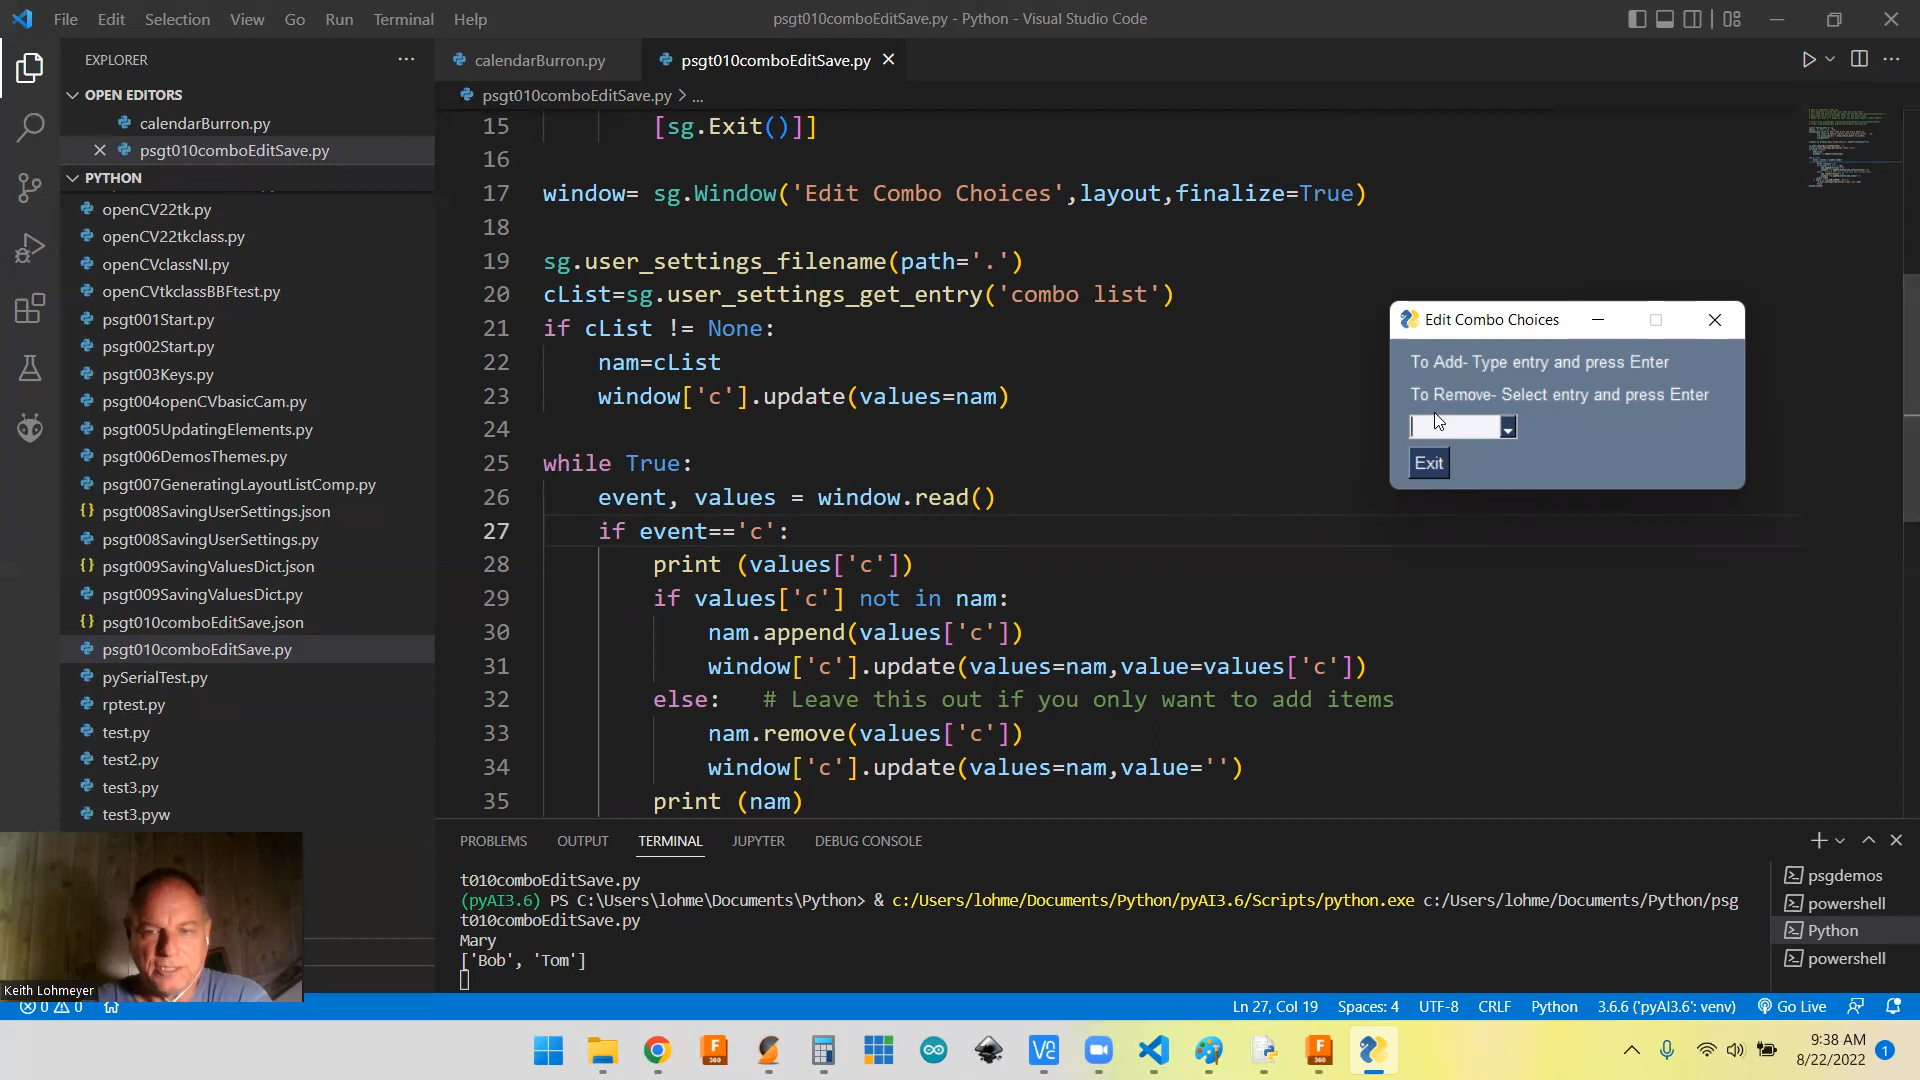 File Edit Selection View Go Run Terminal Help
psgt010comboEditSave.py - Python - Visual Studio Code
EXPLORER
OPEN EDITORS
calendarBurron.py
psgt010comboEditSave.py
PYTHON
openCV22tk.py
openCV22tkclass.py
openCVclassNI.py
openCVtkclassBBFtest.py
psgt001Start.py
psgt002Start.py
psgt003Keys.py
psgt004openCVbasicCam.py
psgt005UpdatingElements.py
psgt006DemosThemes.py
psgt007GeneratingLayoutListComp.py
psgt008SavingUserSettings.json
psgt008SavingUserSettings.py
psgt009SavingValuesDict.json
psgt009SavingValuesDict.py
psgt010comboEditSave.json
psgt010comboEditSave.py
pySerialTest.py
rptest.py
test.py
test2.py
test3.py
test3.pyw
calendarBurron.py psgt010comboEditSave.py
psgt010comboEditSave.py > ...
15 [sg.Exit()]]
16
17 window= sg.Window('Edit Combo Choices',layout,finalize=True)
18
19 sg.user_settings_filename(path='.')
20 cList=sg.user_settings_get_entry('combo list')
21 if cList != None:
22 nam=cList
23 window['c'].update(values=nam)
24
25 while True:
26 event, values = window.read()
27 if event=='c':
28 print (values['c'])
29 if values['c'] not in nam:
30 nam.append(values['c'])
31 window['c'].update(values=nam,value=values['c'])
32 else: # Leave this out if you only want to add items
33 nam.remove(values['c'])
34 window['c'].update(values=nam,value='')
35 print (nam)
Edit Combo Choices
To Add- Type entry and press Enter
To Remove- Select entry and press Enter
Exit
PROBLEMS OUTPUT TERMINAL JUPYTER DEBUG CONSOLE
t010comboEditSave.py
(pyAI3.6) PS C:\Users\lohme\Documents\Python> & c:/Users/lohme/Documents/Python/pyAI3.6/Scripts/python.exe c:/Users/lohme/Documents/Python/psg
t010comboEditSave.py
Mary
['Bob', 'Tom']
psgdemos
powershell
Python
powershell
Keith Lohmeyer
0 0
Ln 27, Col 19 Spaces: 4 UTF-8 CRLF Python 3.6.6 ('pyAI3.6': venv) Go Live
9:38 AM
8/22/2022
1